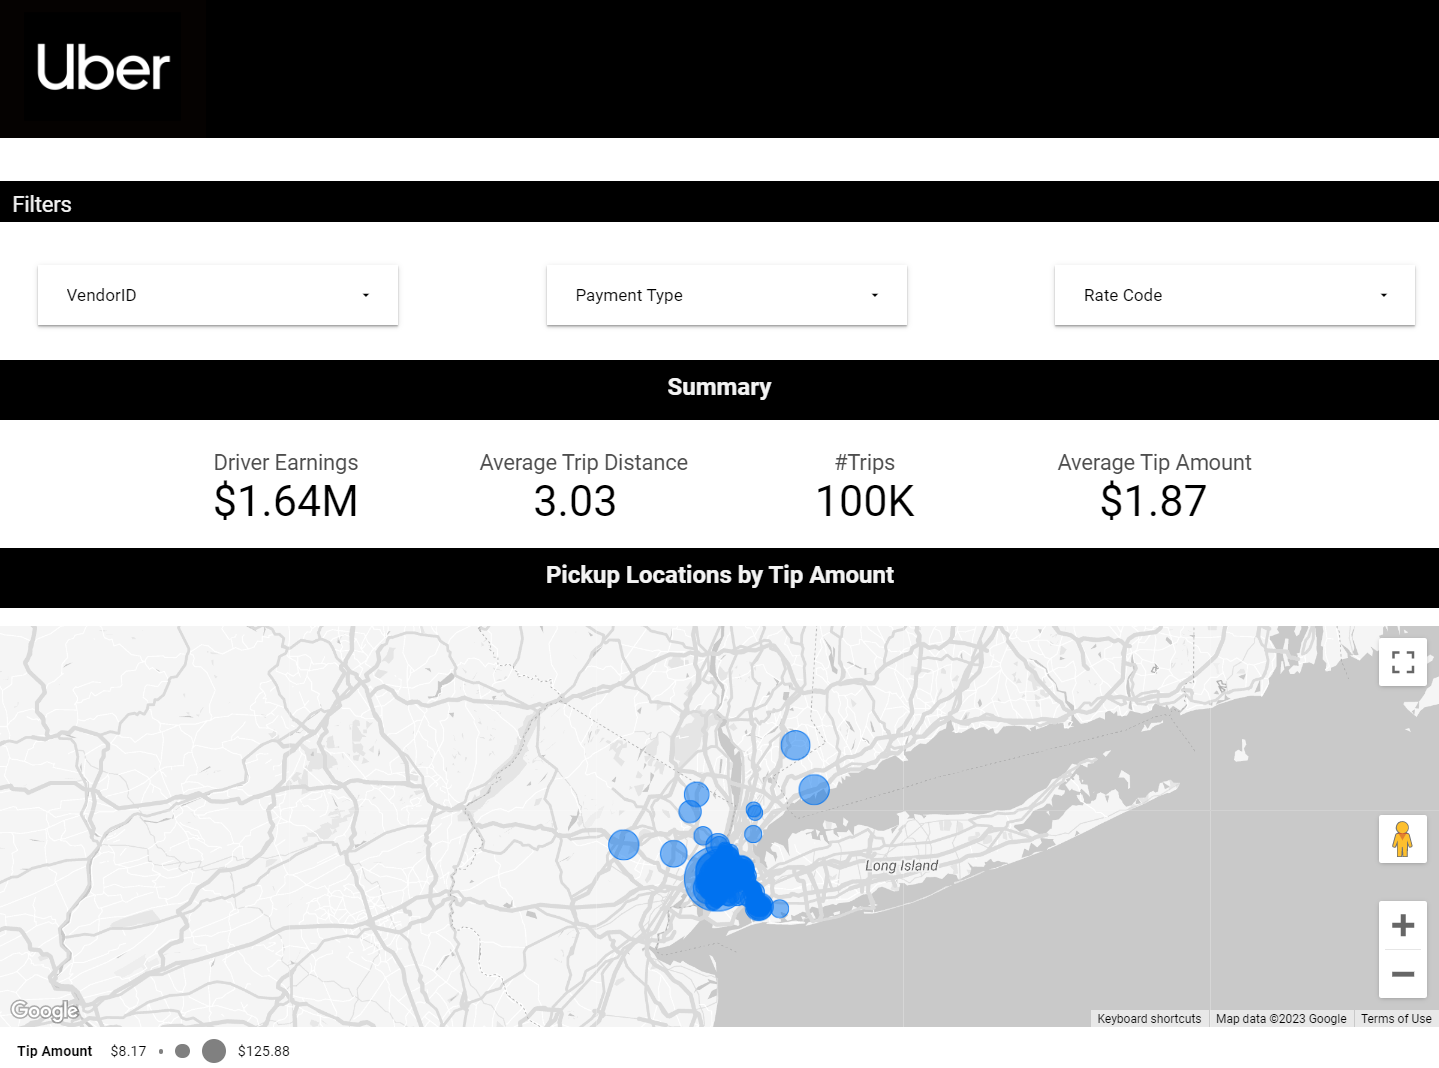 Uber
Filters
VendorID
Payment Type
Rate Code
Summary
Driver Earnings
$1.64M
Average Trip Distance
3.03
#Trips
100K
Average Tip Amount
$1.87
Pickup Locations by Tip Amount
Long Island
Google
Keyboard shortcuts
Map data ©2023 Google
Terms of Use
Tip Amount $8.17 $125.88